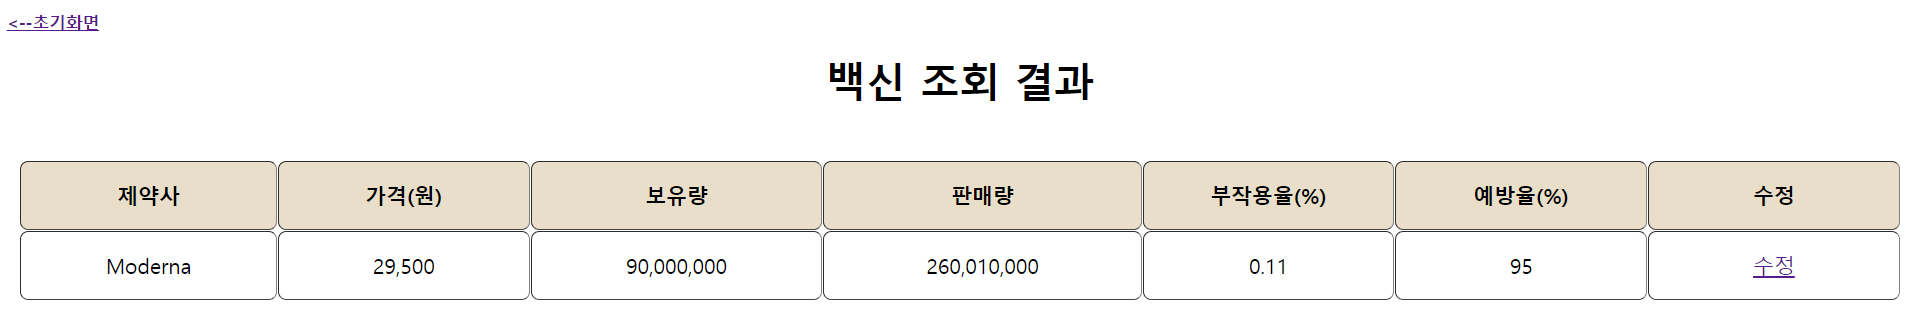 <--초기화면
백신 조회 결과
제약사 가격(원) 보유량 판매량 부작용율(%) 예방율(%) 수정
Moderna 29,500 90,000,000 260,010,000 0.11 95 수정